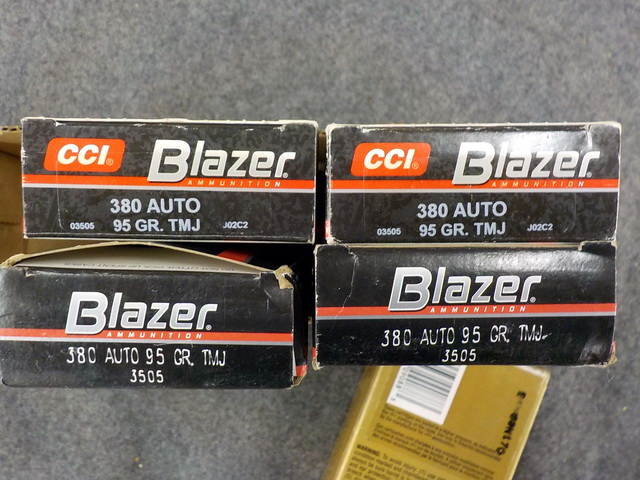 CCI® Blazer®
AMMUNITION
380 AUTO
03505 95 GR. TMJ J02C2
CCI® Blazer®
AMMUNITION
380 AUTO
03505 95 GR. TMJ J02C2
Blazer®
AMMUNITION
380 AUTO 95 GR. TMJ
3505
Blazer®
AMMUNITION
380 AUTO 95 GR. TMJ
3505